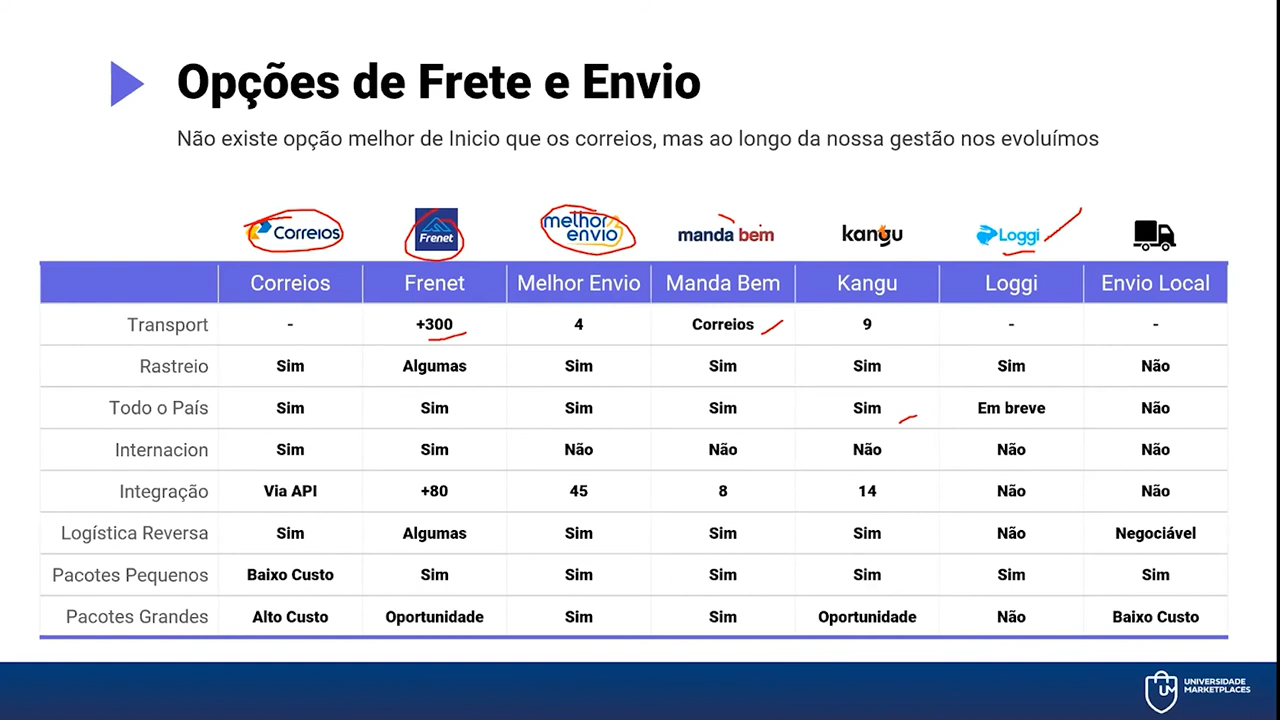 Opções de Frete e Envio
Não existe opção melhor de Inicio que os correios, mas ao longo da nossa gestão nos evoluímos
Correios Frenet melhor envio manda bem kangu Loggi
Correios Frenet Melhor Envio Manda Bem Kangu Loggi Envio Local
Transport - +300 4 Correios 9 - -
Rastreio Sim Algumas Sim Sim Sim Sim Não
Todo o País Sim Sim Sim Sim Sim Em breve Não
Internacion Sim Sim Não Não Não Não Não
Integração Via API +80 45 8 14 Não Não
Logística Reversa Sim Algumas Sim Sim Sim Não Negociável
Pacotes Pequenos Baixo Custo Sim Sim Sim Sim Sim Sim
Pacotes Grandes Alto Custo Oportunidade Sim Sim Oportunidade Não Baixo Custo
UM UNIVERSIDADE
MARKETPLACES